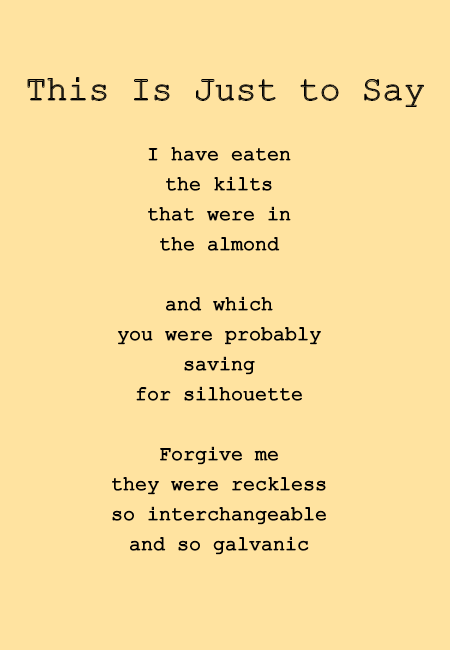 This Is Just to Say
I have eaten
the kilts
that were in
the almond
and which
you were probably
saving
for silhouette
Forgive me
they were reckless
so interchangeable
and so galvanic